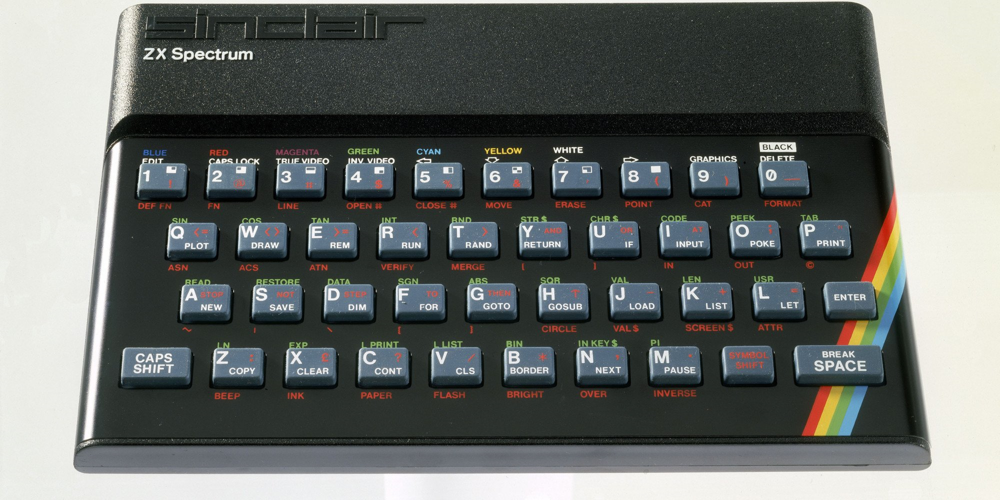 sinclair
ZX Spectrum
BLUE RED MAGENTA GREEN CYAN YELLOW WHITE BLACK
EDIT CAPS LOCK TRUE VIDEO INV. VIDEO GRAPHICS DELETE
1 ! 2 @ 3 # 4 $ 5 % 6 & 7 ' 8 ( 9 ) 0 _
DEF FN FN LINE OPEN # CLOSE # MOVE ERASE POINT CAT FORMAT
SIN COS TAN INT RND STR $ CHR $ CODE PEEK TAB
Q <= W <> E >= R < T > Y AND U OR I AT O ; P "
PLOT DRAW REM RUN RAND RETURN IF INPUT POKE PRINT
ASN ACS ATN VERIFY MERGE [ ] IN OUT ©
READ RESTORE DATA SGN ABS SQR VAL LEN USR
A STOP S NOT D STEP F TO G THEN H ↑ J − K + L = ENTER
NEW SAVE DIM FOR GOTO GOSUB LOAD LIST LET
~ | \ { } CIRCLE VAL $ SCREEN $ ATTR
LN EXP L PRINT L LIST BIN IN KEY $ PI
CAPS SHIFT Z : X £ C ? V / B * N , M . SYMBOL SHIFT BREAK SPACE
COPY CLEAR CONT CLS BORDER NEXT PAUSE
BEEP INK PAPER FLASH BRIGHT OVER INVERSE